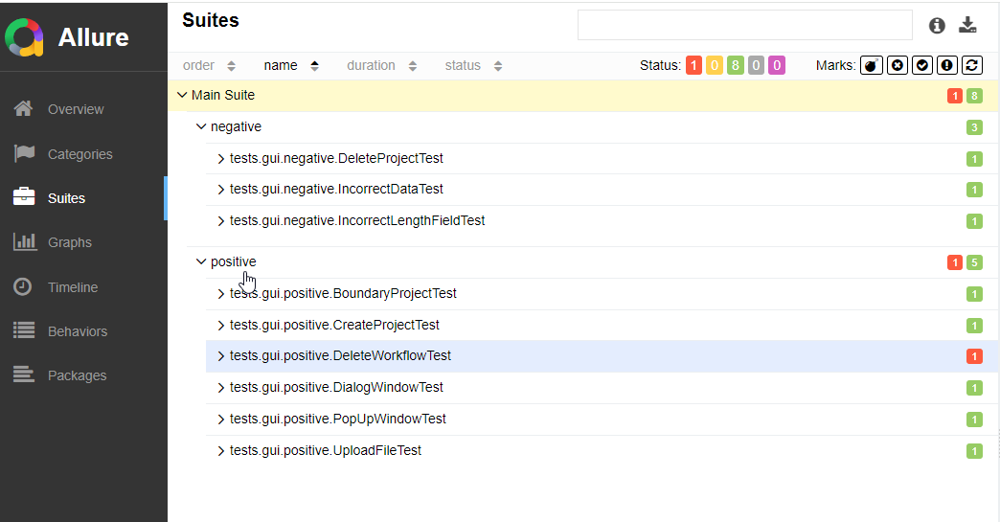 Allure
Overview
Categories
Suites
Graphs
Timeline
Behaviors
Packages
Suites
order name duration status Status: 1 0 8 0 0 Marks:
Main Suite 1 8
negative 3
tests.gui.negative.DeleteProjectTest 1
tests.gui.negative.IncorrectDataTest 1
tests.gui.negative.IncorrectLengthFieldTest 1
positive 1 5
tests.gui.positive.BoundaryProjectTest 1
tests.gui.positive.CreateProjectTest 1
tests.gui.positive.DeleteWorkflowTest 1
tests.gui.positive.DialogWindowTest 1
tests.gui.positive.PopUpWindowTest 1
tests.gui.positive.UploadFileTest 1